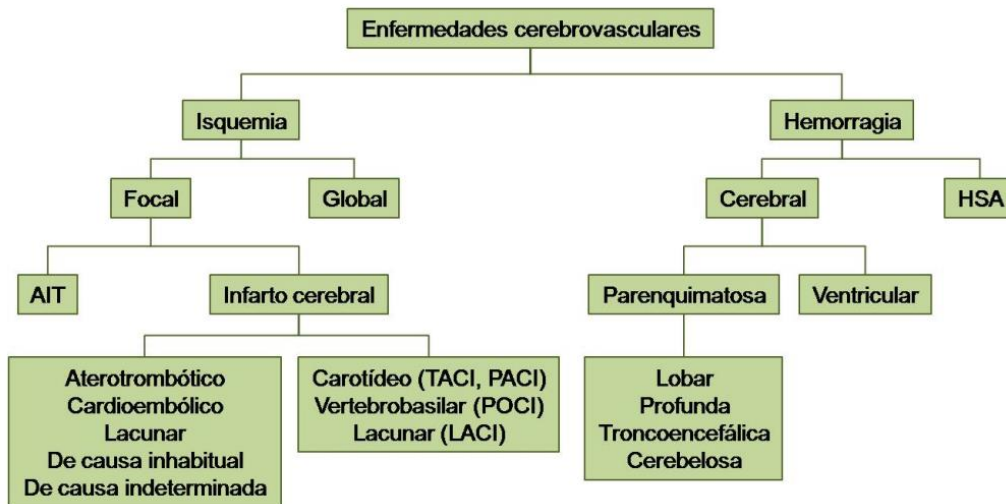 Enfermedades cerebrovasculares
Isquemia
Hemorragia
Focal
Global
Cerebral
HSA
AIT
Infarto cerebral
Parenquimatosa
Ventricular
Aterotrombótico
Cardioembólico
Lacunar
De causa inhabitual
De causa indeterminada
Carotídeo (TACI, PACI)
Vertebrobasilar (POCI)
Lacunar (LACI)
Lobar
Profunda
Troncoencefálica
Cerebelosa